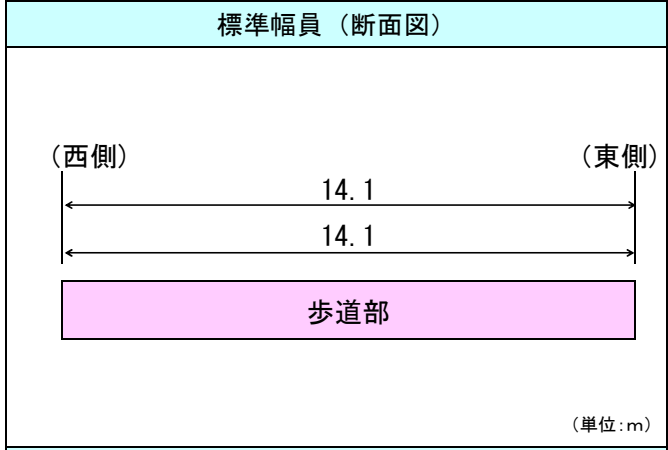 標準幅員（断面図）
（西側） （東側）
14.1
14.1
歩道部
（単位:ｍ）